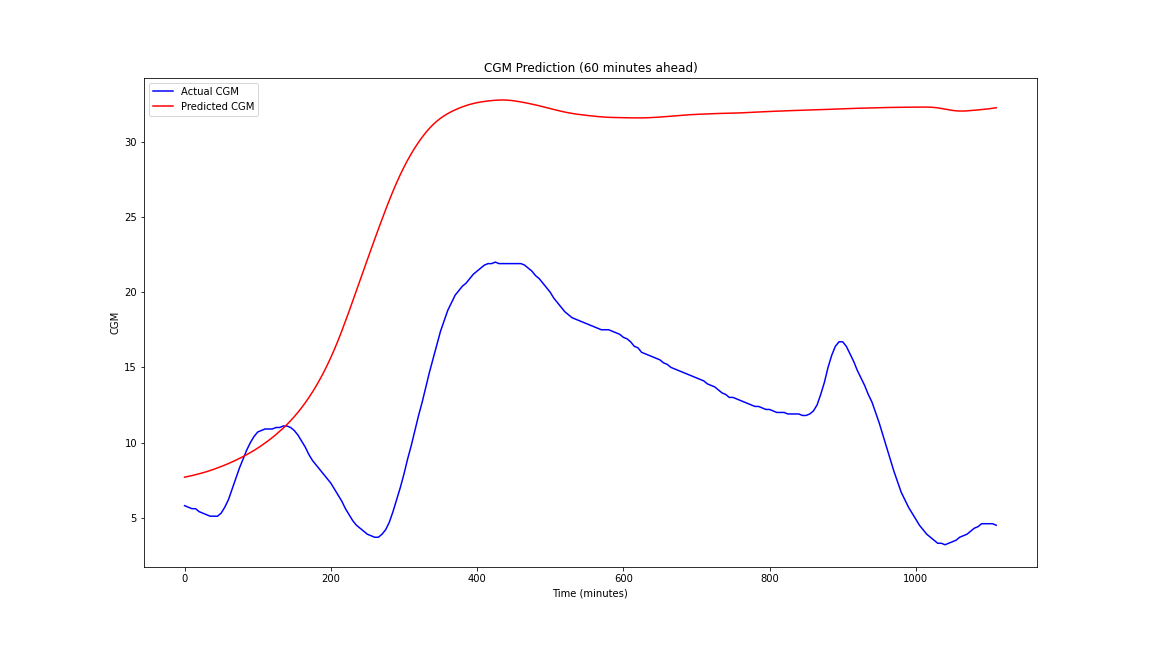 CGM Prediction (60 minutes ahead)
Actual CGM
Predicted CGM
30
25
20
15
10
5
CGM
0 200 400 600 800 1000
Time (minutes)